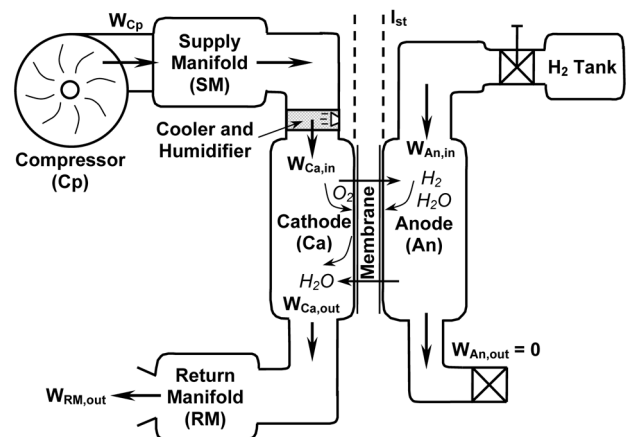 W_Cp
I_st
Supply
Manifold
(SM)
H₂ Tank
Compressor
(Cp)
Cooler and
Humidifier
W_Ca,in
W_An,in
O₂
H₂
H₂O
Cathode
(Ca)
Membrane
Anode
(An)
H₂O
W_Ca,out
W_An,out = 0
W_RM,out
Return
Manifold
(RM)